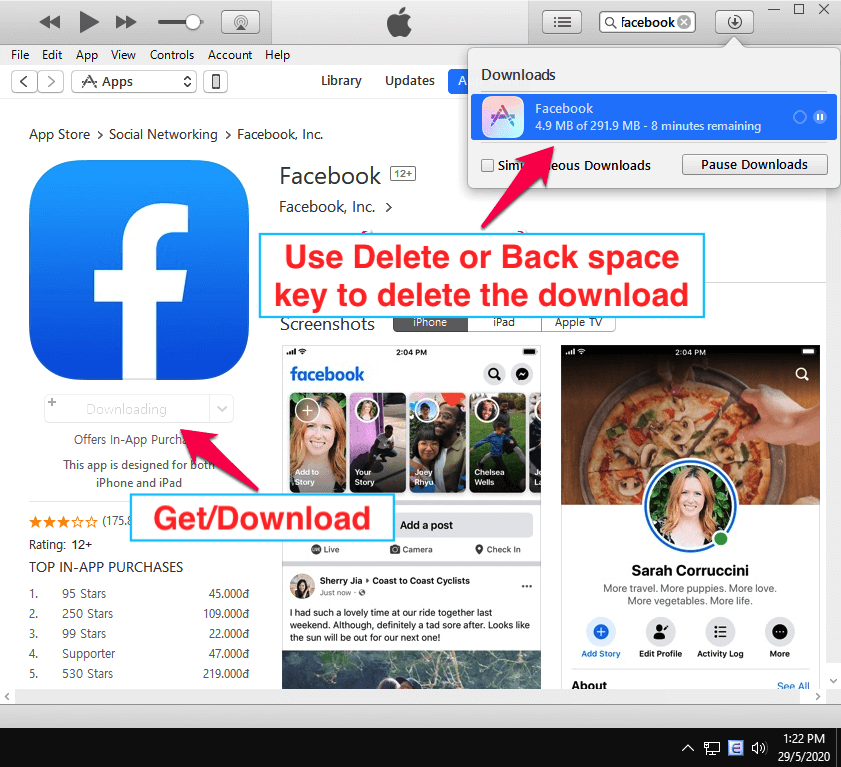 facebook
File Edit App View Controls Account Help
Apps
Library Updates
Downloads
Facebook
4.9 MB of 291.9 MB - 8 minutes remaining
Simultaneous Downloads
Pause Downloads
App Store > Social Networking > Facebook, Inc.
Facebook 12+
Facebook, Inc. >
Use Delete or Back space
key to delete the download
Screenshots iPhone iPad Apple TV
Downloading
Offers In-App
This app is designed for both
iPhone and iPad
Get/Download
Rating: 12+
TOP IN-APP PURCHASES
1. 95 Stars 45.000đ
2. 250 Stars 109.000đ
3. 99 Stars 22.000đ
4. Supporter 47.000đ
5. 530 Stars 219.000đ
2:04 PM
facebook
Add to
Story
Your
Story
Joey
Rhyu
Chelsea
Wells
Add a post
Live Camera Check In
Sherry Jia ▸ Coast to Coast Cyclists
Just now ·
I had such a lovely time at our ride together last
weekend. Although, definitely a tad sore after. Looks like
the sun will be out for our next one!
2:04 PM
Sarah Corruccini
More travel. More puppies. More love.
More vegetables. More life.
Add Story Edit Profile Activity Log More
About See All
1:22 PM
29/5/2020